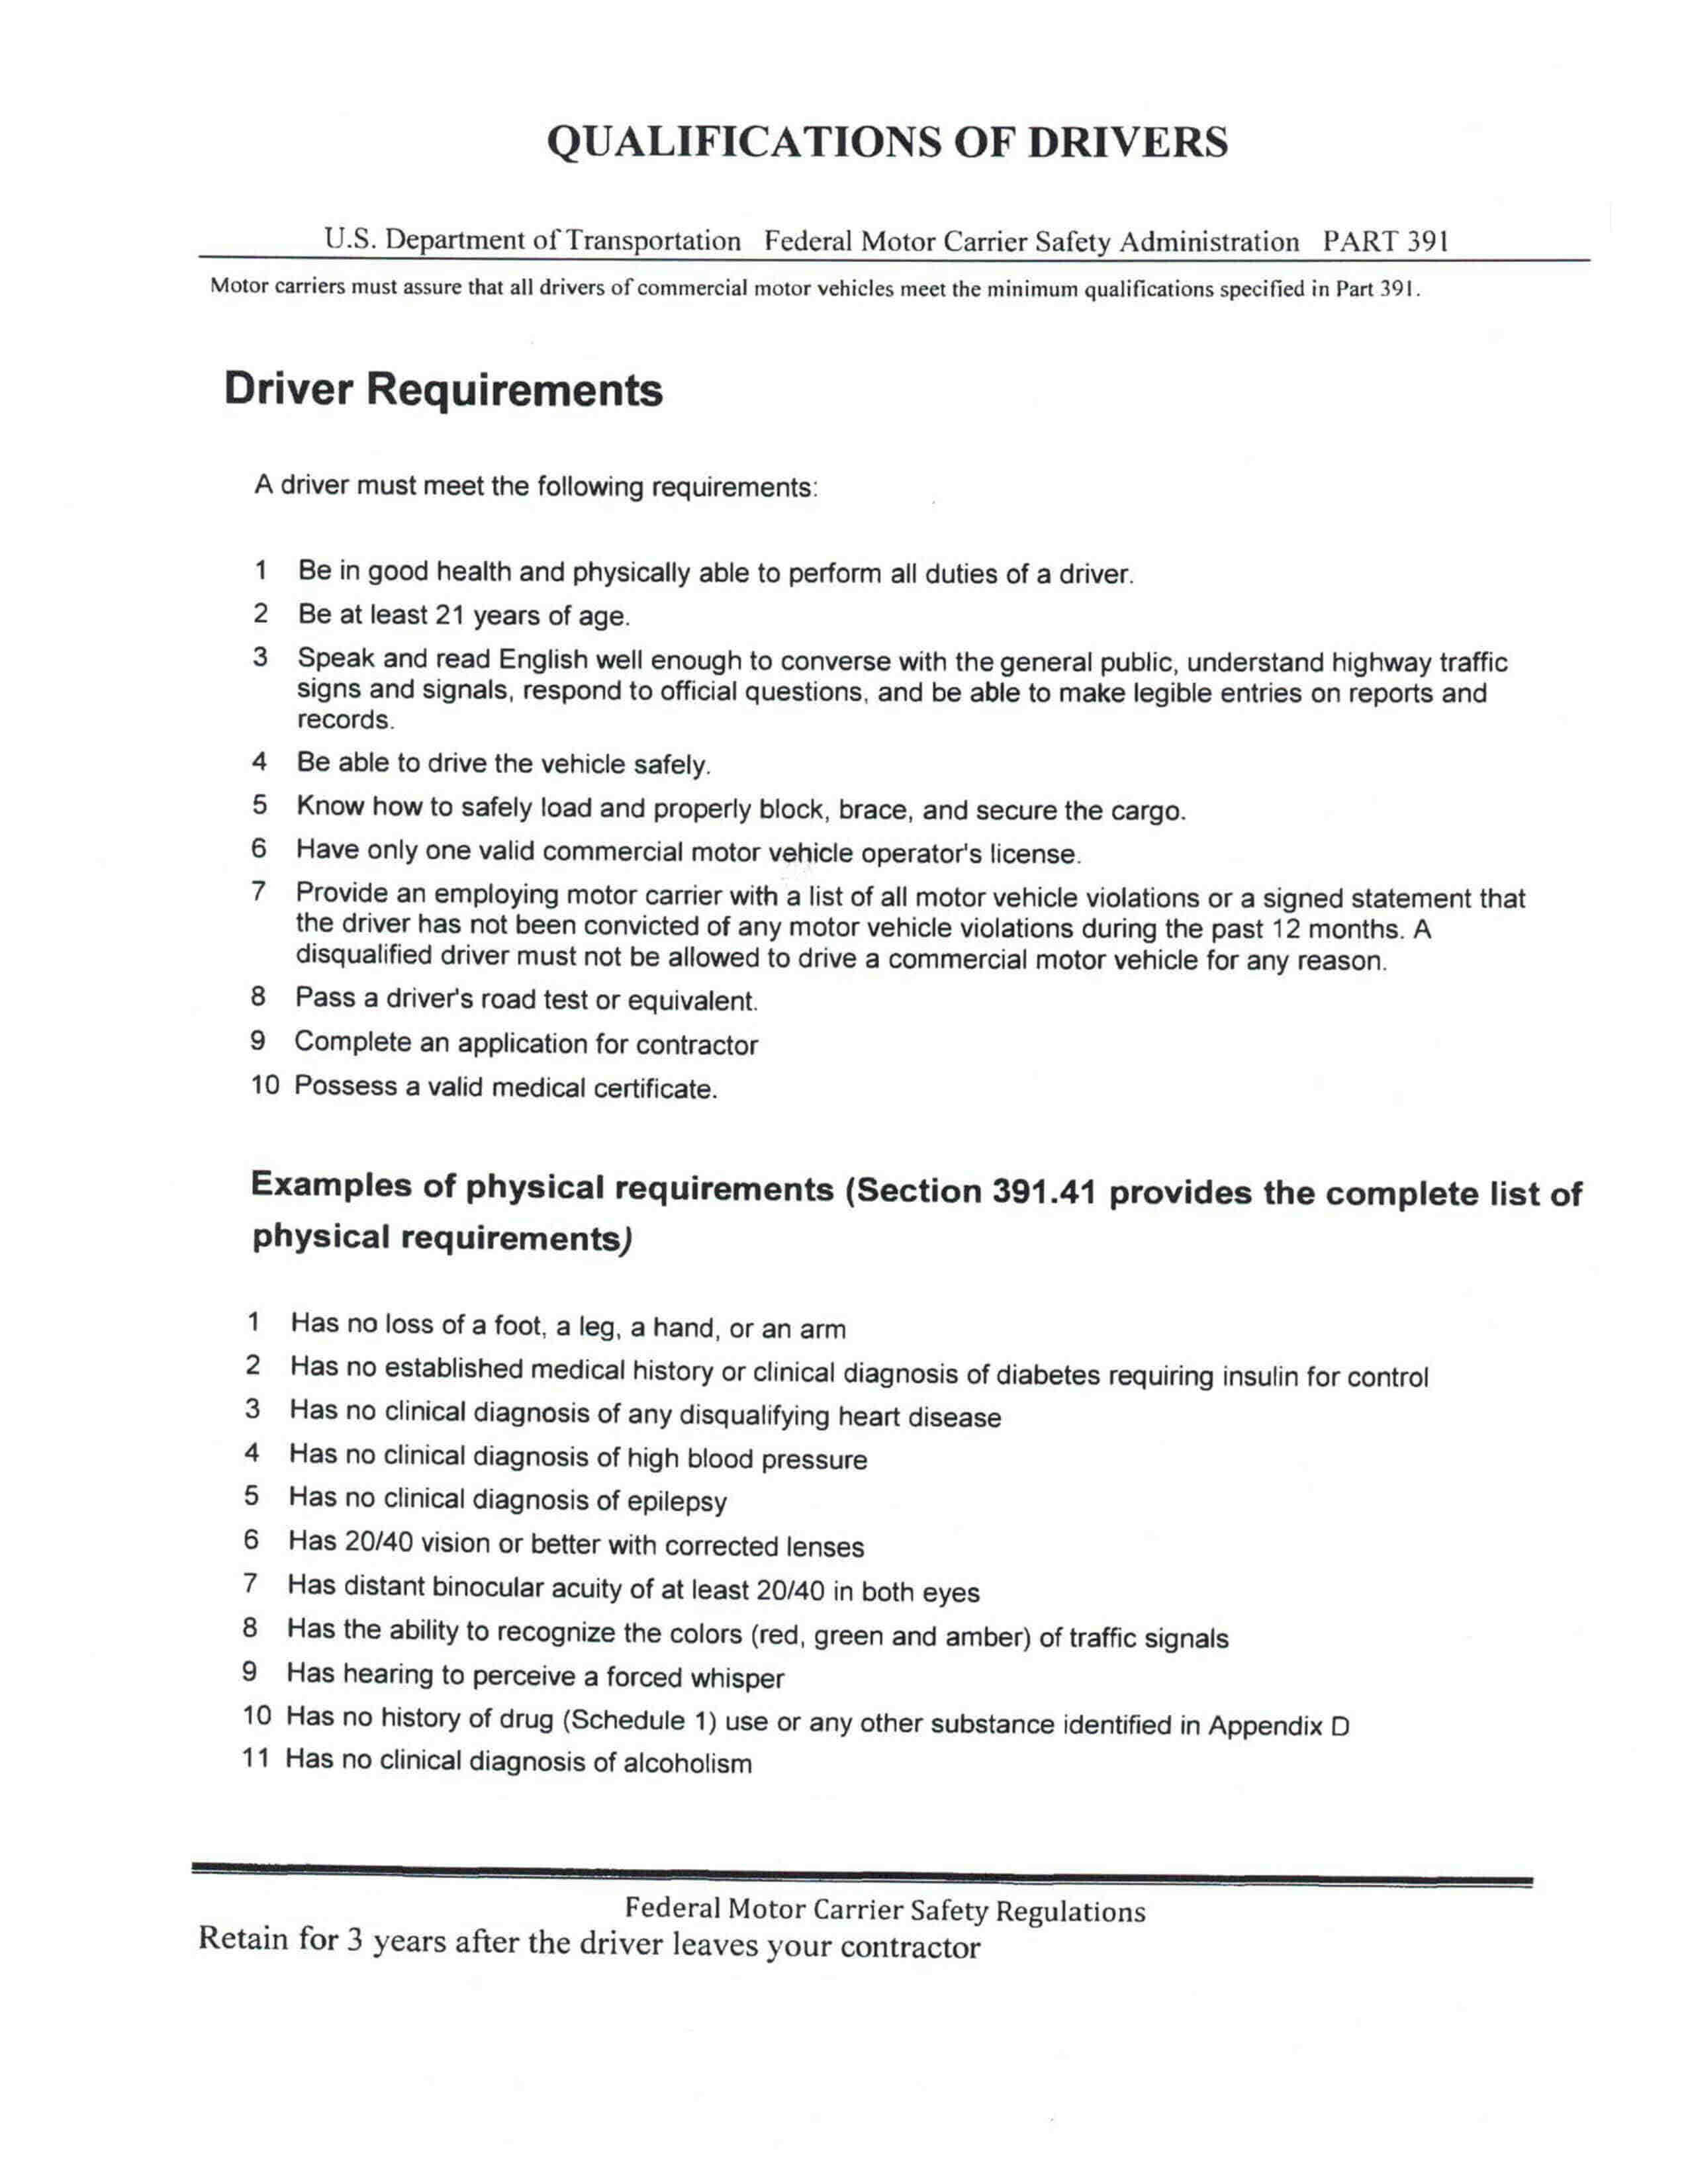 QUALIFICATIONS OF DRIVERS
U.S. Department of Transportation Federal Motor Carrier Safety Administration PART 391
Motor carriers must assure that all drivers of commercial motor vehicles meet the minimum qualifications specified in Part 391.
Driver Requirements
A driver must meet the following requirements:
1 Be in good health and physically able to perform all duties of a driver.
2 Be at least 21 years of age.
3 Speak and read English well enough to converse with the general public, understand highway traffic
signs and signals, respond to official questions, and be able to make legible entries on reports and
records.
4 Be able to drive the vehicle safely.
5 Know how to safely load and properly block, brace, and secure the cargo.
6 Have only one valid commercial motor vehicle operator's license.
7 Provide an employing motor carrier with a list of all motor vehicle violations or a signed statement that
the driver has not been convicted of any motor vehicle violations during the past 12 months. A
disqualified driver must not be allowed to drive a commercial motor vehicle for any reason.
8 Pass a driver's road test or equivalent.
9 Complete an application for contractor
10 Possess a valid medical certificate.
Examples of physical requirements (Section 391.41 provides the complete list of
physical requirements)
1 Has no loss of a foot, a leg, a hand, or an arm
2 Has no established medical history or clinical diagnosis of diabetes requiring insulin for control
3 Has no clinical diagnosis of any disqualifying heart disease
4 Has no clinical diagnosis of high blood pressure
5 Has no clinical diagnosis of epilepsy
6 Has 20/40 vision or better with corrected lenses
7 Has distant binocular acuity of at least 20/40 in both eyes
8 Has the ability to recognize the colors (red, green and amber) of traffic signals
9 Has hearing to perceive a forced whisper
10 Has no history of drug (Schedule 1) use or any other substance identified in Appendix D
11 Has no clinical diagnosis of alcoholism
Federal Motor Carrier Safety Regulations
Retain for 3 years after the driver leaves your contractor